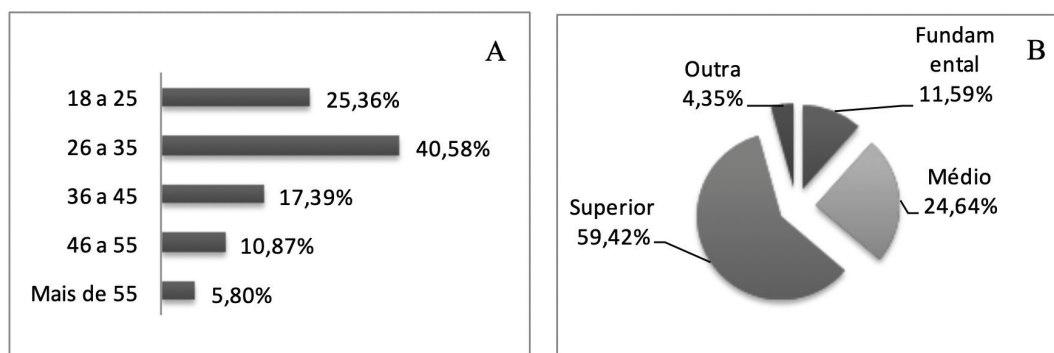 A
18 a 25
25,36%
26 a 35
40,58%
36 a 45
17,39%
46 a 55
10,87%
Mais de 55
5,80%
B
Fundam
ental
11,59%
Outra
4,35%
Médio
24,64%
Superior
59,42%